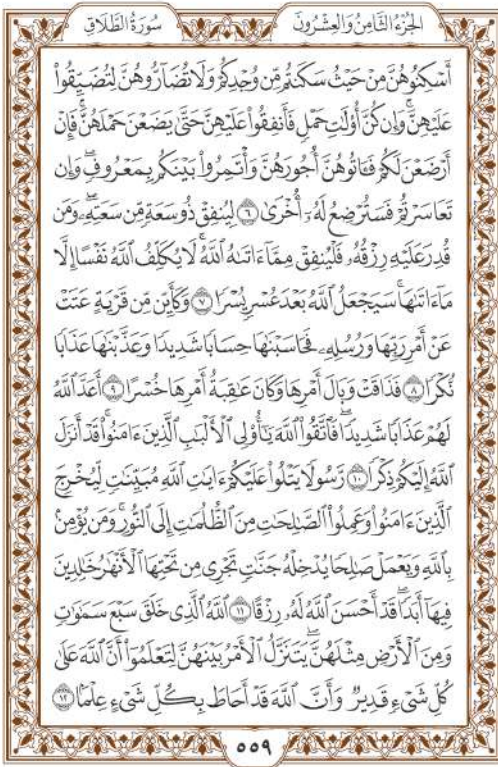 الجُزْءُ الثَّامِنُ وَالعِشْرُونَ سُورَةُ الطَّلَاقِ
أَسْكِنُوهُنَّ مِنْ حَيْثُ سَكَنتُم مِّن وُجْدِكُمْ وَلَا تُضَآرُّوهُنَّ لِتُضَيِّقُوا۟
عَلَيْهِنَّ ۚ وَإِن كُنَّ أُو۟لَٰتِ حَمْلٍ فَأَنفِقُوا۟ عَلَيْهِنَّ حَتَّىٰ يَضَعْنَ حَمْلَهُنَّ ۚ فَإِنْ
أَرْضَعْنَ لَكُمْ فَـَٔاتُوهُنَّ أُجُورَهُنَّ وَأْتَمِرُوا۟ بَيْنَكُم بِمَعْرُوفٍ ۖ وَإِن
تَعَاسَرْتُمْ فَسَتُرْضِعُ لَهُۥٓ أُخْرَىٰ ٦ لِيُنفِقْ ذُو سَعَةٍ مِّن سَعَتِهِۦ ۖ وَمَن
قُدِرَ عَلَيْهِ رِزْقُهُۥ فَلْيُنفِقْ مِمَّآ ءَاتَىٰهُ ٱللَّهُ ۚ لَا يُكَلِّفُ ٱللَّهُ نَفْسًا إِلَّا
مَآ ءَاتَىٰهَا ۚ سَيَجْعَلُ ٱللَّهُ بَعْدَ عُسْرٍ يُسْرًا ٧ وَكَأَيِّن مِّن قَرْيَةٍ عَتَتْ
عَنْ أَمْرِ رَبِّهَا وَرُسُلِهِۦ فَحَاسَبْنَٰهَا حِسَابًا شَدِيدًا وَعَذَّبْنَٰهَا عَذَابًا
نُّكْرًا ٨ فَذَاقَتْ وَبَالَ أَمْرِهَا وَكَانَ عَٰقِبَةُ أَمْرِهَا خُسْرًا ٩ أَعَدَّ ٱللَّهُ
لَهُمْ عَذَابًا شَدِيدًا ۖ فَٱتَّقُوا۟ ٱللَّهَ يَٰٓأُو۟لِى ٱلْأَلْبَٰبِ ٱلَّذِينَ ءَامَنُوا۟ ۚ قَدْ أَنزَلَ
ٱللَّهُ إِلَيْكُمْ ذِكْرًا ١٠ رَّسُولًا يَتْلُوا۟ عَلَيْكُمْ ءَايَٰتِ ٱللَّهِ مُبَيِّنَٰتٍ لِّيُخْرِجَ
ٱلَّذِينَ ءَامَنُوا۟ وَعَمِلُوا۟ ٱلصَّٰلِحَٰتِ مِنَ ٱلظُّلُمَٰتِ إِلَى ٱلنُّورِ ۚ وَمَن يُؤْمِنۢ
بِٱللَّهِ وَيَعْمَلْ صَٰلِحًا يُدْخِلْهُ جَنَّٰتٍ تَجْرِى مِن تَحْتِهَا ٱلْأَنْهَٰرُ خَٰلِدِينَ
فِيهَآ أَبَدًا ۖ قَدْ أَحْسَنَ ٱللَّهُ لَهُۥ رِزْقًا ١١ ٱللَّهُ ٱلَّذِى خَلَقَ سَبْعَ سَمَٰوَٰتٍ
وَمِنَ ٱلْأَرْضِ مِثْلَهُنَّ ۖ يَتَنَزَّلُ ٱلْأَمْرُ بَيْنَهُنَّ لِتَعْلَمُوٓا۟ أَنَّ ٱللَّهَ عَلَىٰ
كُلِّ شَىْءٍ قَدِيرٌ وَأَنَّ ٱللَّهَ قَدْ أَحَاطَ بِكُلِّ شَىْءٍ عِلْمًۢا ١٢
٥٥٩